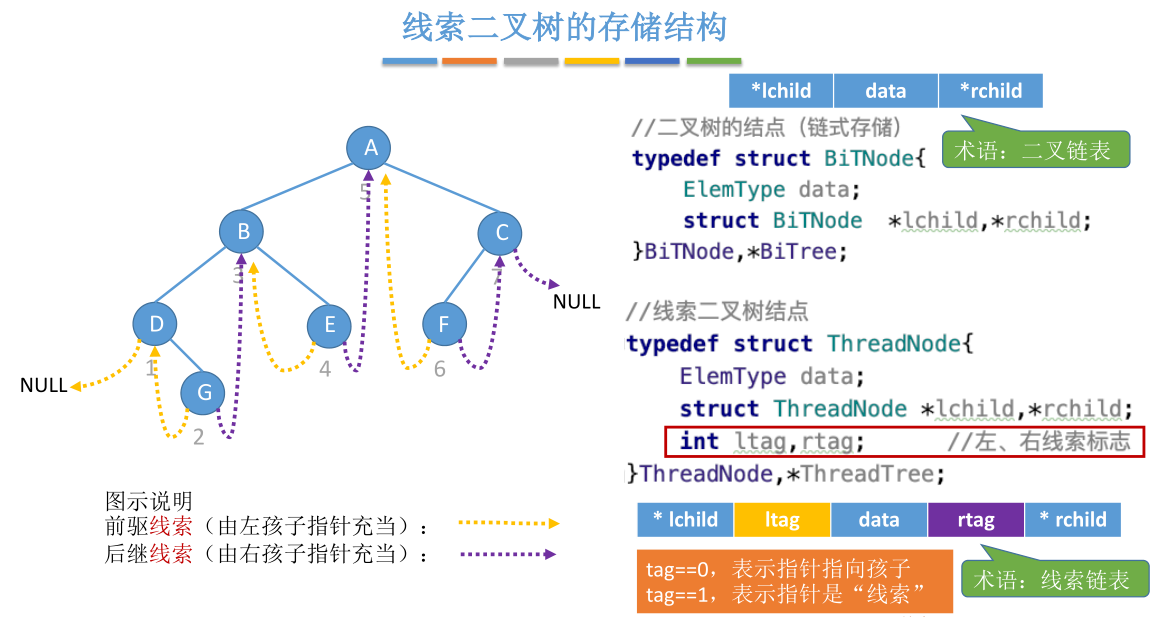 线索二叉树的存储结构
*lchild data *rchild
//二叉树的结点（链式存储）
术语：二叉链表
typedef struct BiTNode{
ElemType data;
struct BiTNode *lchild,*rchild;
}BiTNode,*BiTree;
//线索二叉树结点
typedef struct ThreadNode{
ElemType data;
struct ThreadNode *lchild,*rchild;
int ltag,rtag; //左、右线索标志
}ThreadNode,*ThreadTree;
* lchild ltag data rtag * rchild
tag==0，表示指针指向孩子
tag==1，表示指针是“线索”
术语：线索链表
A
5
B
C
3
7
NULL
D
E
F
1
4
6
NULL
G
2
图示说明
前驱线索（由左孩子指针充当）：
后继线索（由右孩子指针充当）：